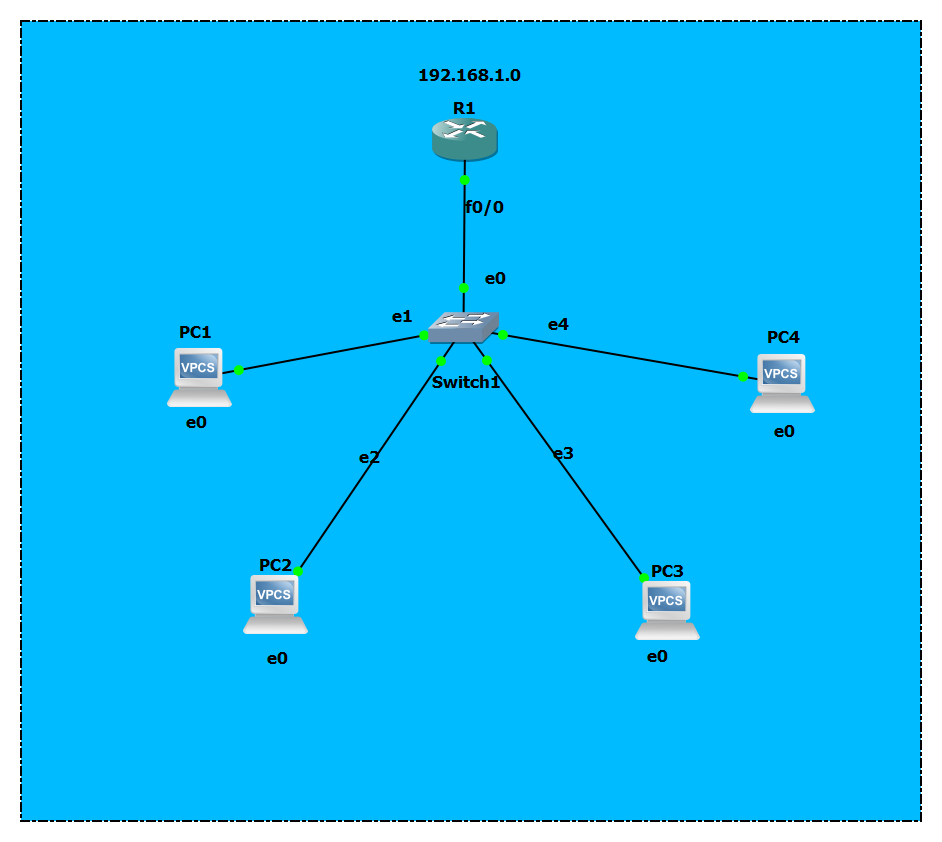 192.168.1.0
R1
f0/0
e0
e1
e4
PC1
VPCS
e0
PC4
VPCS
e0
Switch1
e2
e3
PC2
VPCS
e0
PC3
VPCS
e0